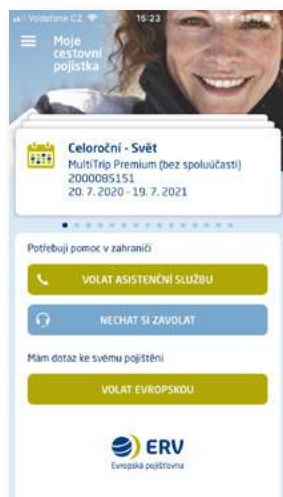 Vodafone CZ 15:23
Moje
cestovní
pojistka
Celoroční - Svět
MultiTrip Premium (bez spoluúčasti)
2000085151
20. 7. 2020 - 19. 7. 2021
Potřebuji pomoc v zahraničí
VOLAT ASISTENČNÍ SLUŽBU
NECHAT SI ZAVOLAT
Mám dotaz ke svému pojištění
VOLAT EVROPSKOU
ERV
Evropská pojišťovna